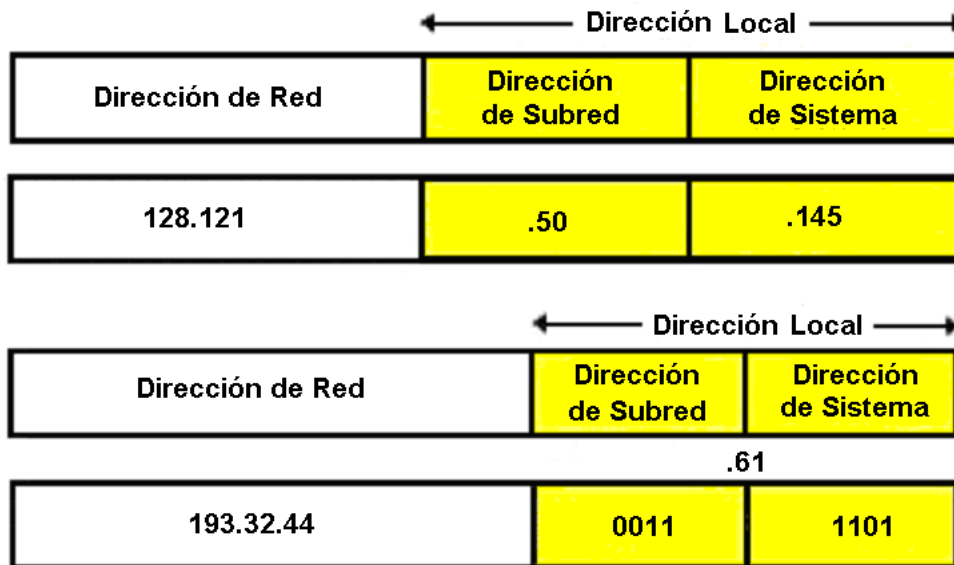 Dirección Local
Dirección de Red
Dirección
de Subred
Dirección
de Sistema
128.121
.50
.145
Dirección Local
Dirección de Red
Dirección
de Subred
Dirección
de Sistema
.61
193.32.44
0011
1101